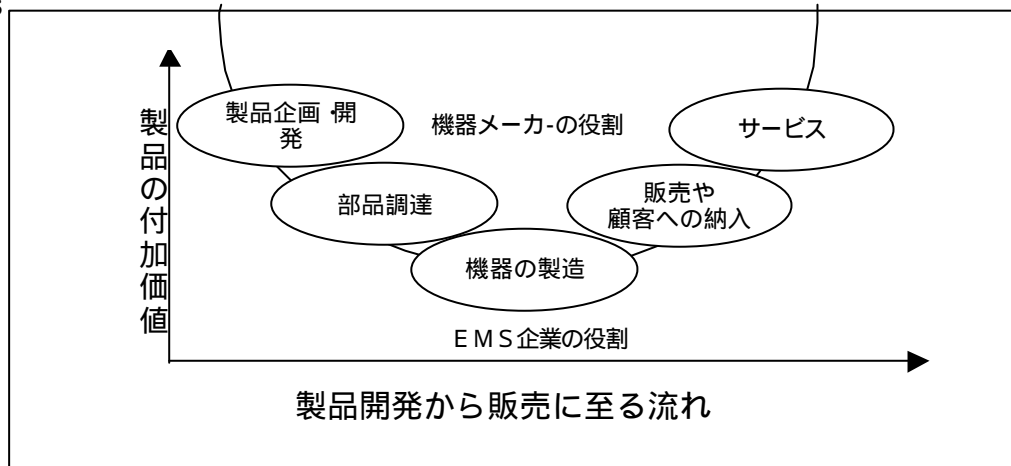 製品の付加価値
製品企画・開
発
機器メーカ-の役割
サービス
部品調達
販売や
顧客への納入
機器の製造
ＥＭＳ企業の役割
製品開発から販売に至る流れ